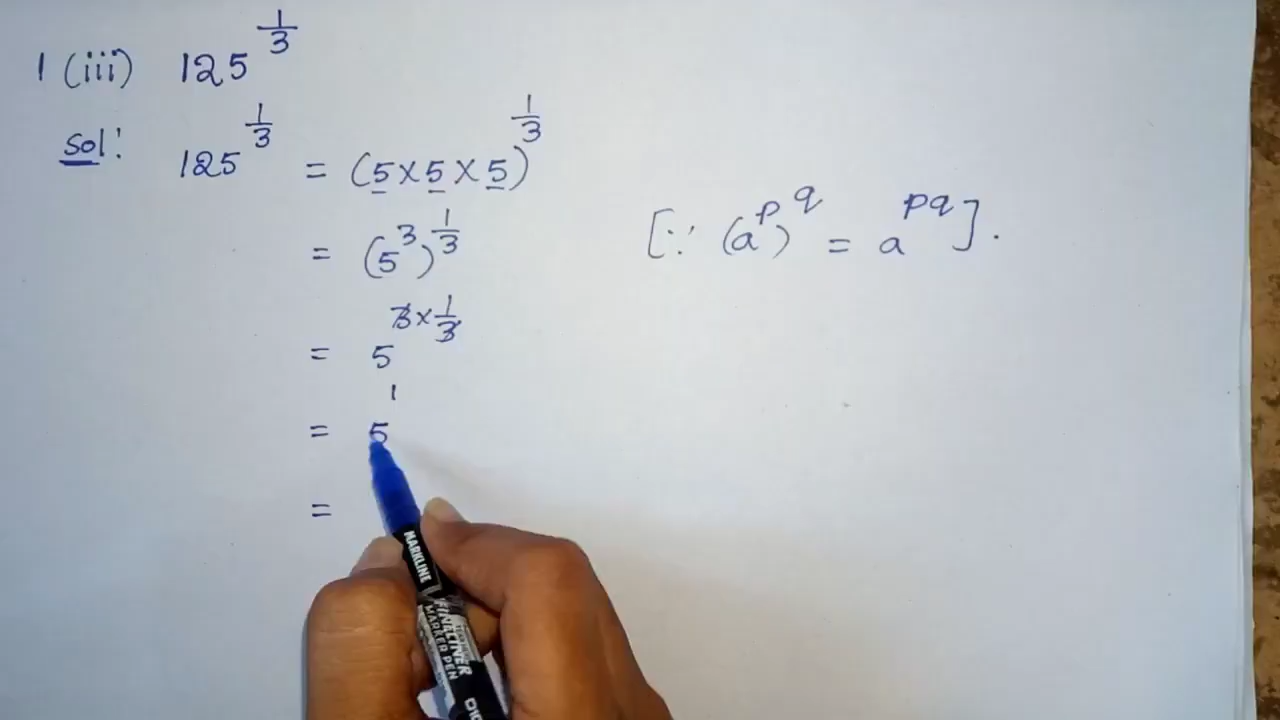 1 (iii) 125^(1/3)
Sol: 125^(1/3) = (5×5×5)^(1/3)
= (5^3)^(1/3) [∵ (a^p)^q = a^pq].
= 5^(3×1/3)
= 5^1
=
MARKLINE
FINELINER
MARKER PEN